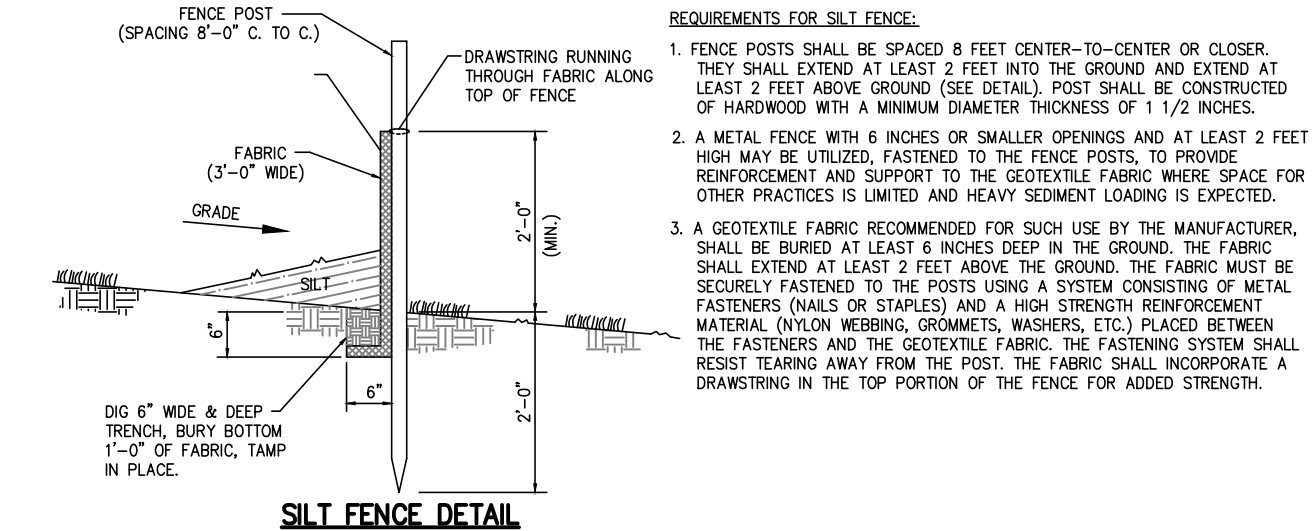 FENCE POST
(SPACING 8'-0" C. TO C.)
DRAWSTRING RUNNING
THROUGH FABRIC ALONG
TOP OF FENCE
FABRIC
(3'-0" WIDE)
GRADE
2'-0"
(MIN.)
SILT
6"
6"
2'-0"
DIG 6" WIDE & DEEP
TRENCH, BURY BOTTOM
1'-0" OF FABRIC, TAMP
IN PLACE.
SILT FENCE DETAIL
REQUIREMENTS FOR SILT FENCE:
1. FENCE POSTS SHALL BE SPACED 8 FEET CENTER-TO-CENTER OR CLOSER.
THEY SHALL EXTEND AT LEAST 2 FEET INTO THE GROUND AND EXTEND AT
LEAST 2 FEET ABOVE GROUND (SEE DETAIL). POST SHALL BE CONSTRUCTED
OF HARDWOOD WITH A MINIMUM DIAMETER THICKNESS OF 1 1/2 INCHES.
2. A METAL FENCE WITH 6 INCHES OR SMALLER OPENINGS AND AT LEAST 2 FEET
HIGH MAY BE UTILIZED, FASTENED TO THE FENCE POSTS, TO PROVIDE
REINFORCEMENT AND SUPPORT TO THE GEOTEXTILE FABRIC WHERE SPACE FOR
OTHER PRACTICES IS LIMITED AND HEAVY SEDIMENT LOADING IS EXPECTED.
3. A GEOTEXTILE FABRIC RECOMMENDED FOR SUCH USE BY THE MANUFACTURER,
SHALL BE BURIED AT LEAST 6 INCHES DEEP IN THE GROUND. THE FABRIC
SHALL EXTEND AT LEAST 2 FEET ABOVE THE GROUND. THE FABRIC MUST BE
SECURELY FASTENED TO THE POSTS USING A SYSTEM CONSISTING OF METAL
FASTENERS (NAILS OR STAPLES) AND A HIGH STRENGTH REINFORCEMENT
MATERIAL (NYLON WEBBING, GROMMETS, WASHERS, ETC.) PLACED BETWEEN
THE FASTENERS AND THE GEOTEXTILE FABRIC. THE FASTENING SYSTEM SHALL
RESIST TEARING AWAY FROM THE POST. THE FABRIC SHALL INCORPORATE A
DRAWSTRING IN THE TOP PORTION OF THE FENCE FOR ADDED STRENGTH.